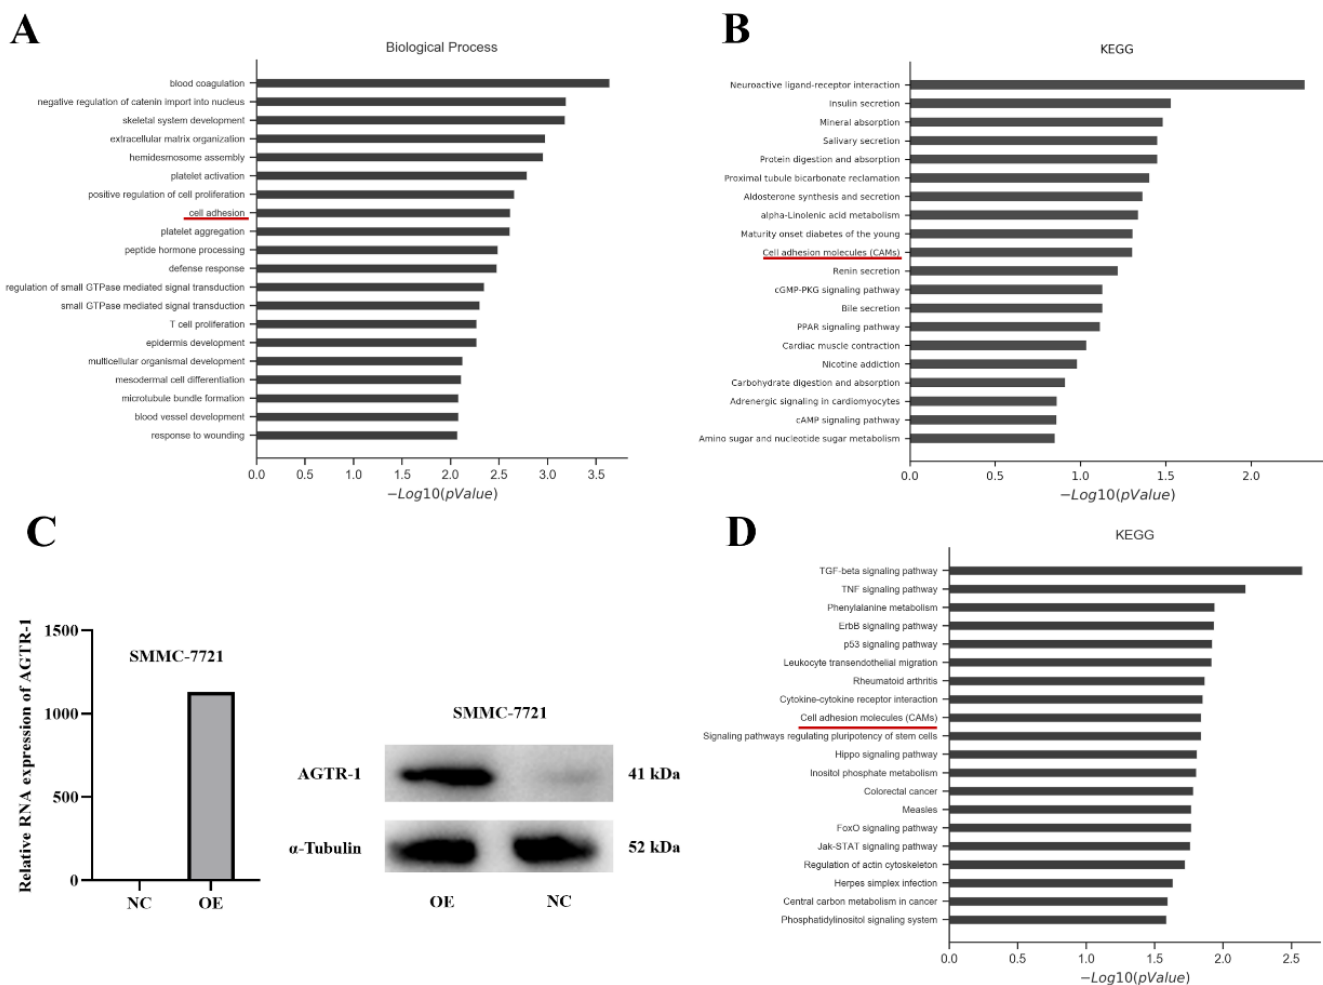 A
Biological Process
blood coagulation
negative regulation of catenin import into nucleus
skeletal system development
extracellular matrix organization
hemidesmosome assembly
platelet activation
positive regulation of cell proliferation
cell adhesion
platelet aggregation
peptide hormone processing
defense response
regulation of small GTPase mediated signal transduction
small GTPase mediated signal transduction
T cell proliferation
epidermis development
multicellular organismal development
mesodermal cell differentiation
microtubule bundle formation
blood vessel development
response to wounding
0.0 0.5 1.0 1.5 2.0 2.5 3.0 3.5
−Log10(pValue)
B
KEGG
Neuroactive ligand-receptor interaction
Insulin secretion
Mineral absorption
Salivary secretion
Protein digestion and absorption
Proximal tubule bicarbonate reclamation
Aldosterone synthesis and secretion
alpha-Linolenic acid metabolism
Maturity onset diabetes of the young
Cell adhesion molecules (CAMs)
Renin secretion
cGMP-PKG signaling pathway
Bile secretion
PPAR signaling pathway
Cardiac muscle contraction
Nicotine addiction
Carbohydrate digestion and absorption
Adrenergic signaling in cardiomyocytes
cAMP signaling pathway
Amino sugar and nucleotide sugar metabolism
0.0 0.5 1.0 1.5 2.0
−Log10(pValue)
C
Relative RNA expression of AGTR-1
1500
1000
500
0
SMMC-7721
NC OE
SMMC-7721
AGTR-1 41 kDa
α-Tubulin 52 kDa
OE NC
D
KEGG
TGF-beta signaling pathway
TNF signaling pathway
Phenylalanine metabolism
ErbB signaling pathway
p53 signaling pathway
Leukocyte transendothelial migration
Rheumatoid arthritis
Cytokine-cytokine receptor interaction
Cell adhesion molecules (CAMs)
Signaling pathways regulating pluripotency of stem cells
Hippo signaling pathway
Inositol phosphate metabolism
Colorectal cancer
Measles
FoxO signaling pathway
Jak-STAT signaling pathway
Regulation of actin cytoskeleton
Herpes simplex infection
Central carbon metabolism in cancer
Phosphatidylinositol signaling system
0.0 0.5 1.0 1.5 2.0 2.5
−Log10(pValue)